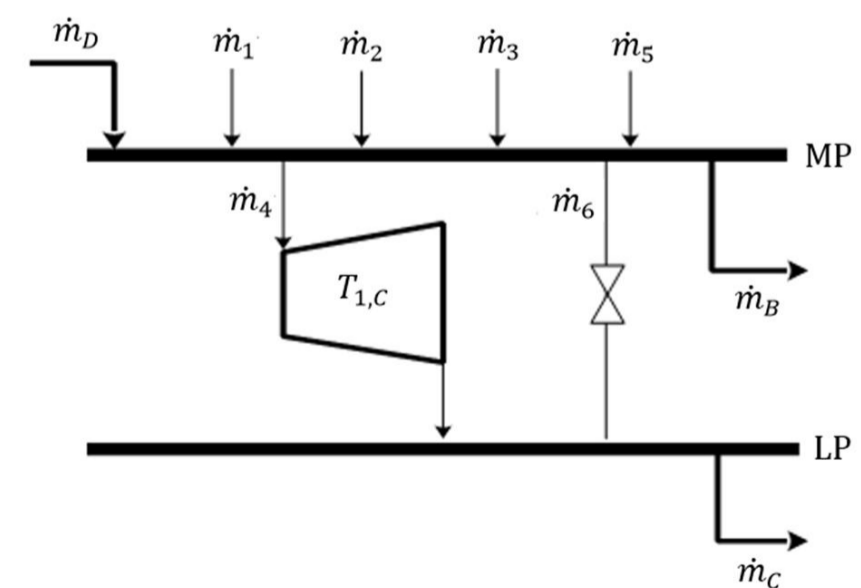 ṁ_D ṁ_1 ṁ_2 ṁ_3 ṁ_5
MP
ṁ_4 ṁ_6
T_{1,C}
ṁ_B
LP
ṁ_C